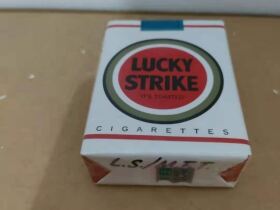 LUCKY
STRIKE
"IT'S TOASTED"
CIGARETTES
L.S./M.F.T.